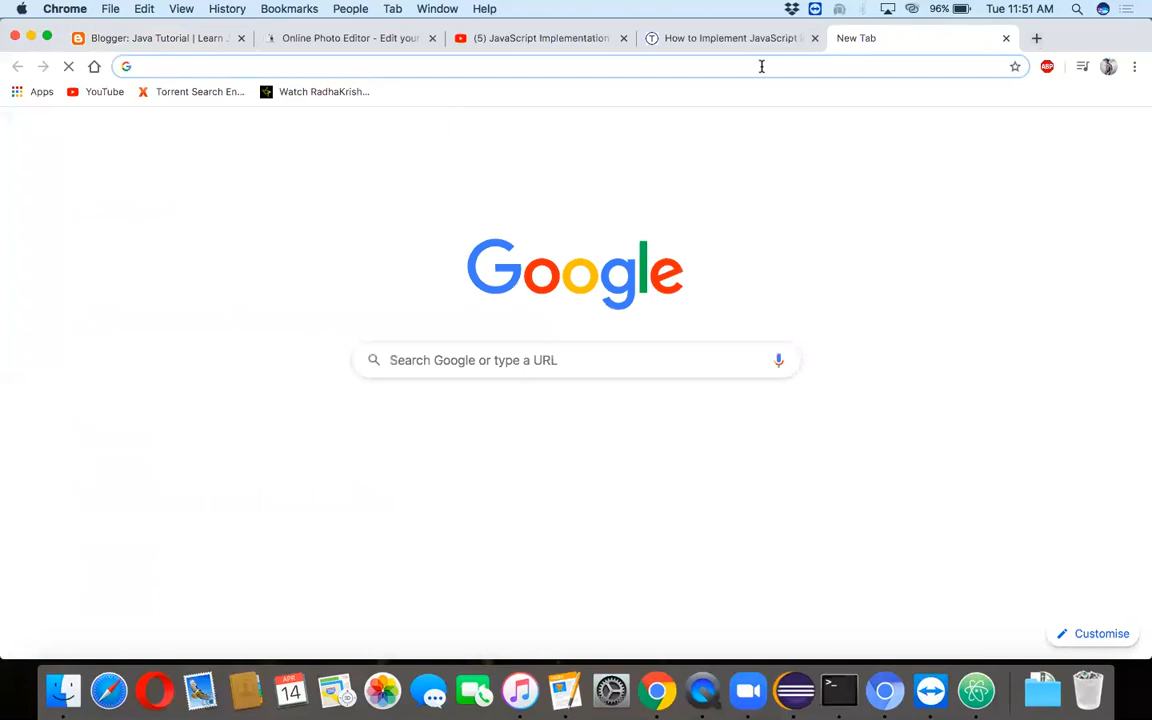 Chrome File Edit View History Bookmarks People Tab Window Help 96% Tue 11:51 AM
Blogger: Java Tutorial | Learn J
Online Photo Editor - Edit your
(5) JavaScript Implementation
How to Implement JavaScript
New Tab
G
Apps YouTube Torrent Search En... Watch RadhaKrish...
ABP
Google
Search Google or type a URL
Customise
APR
14